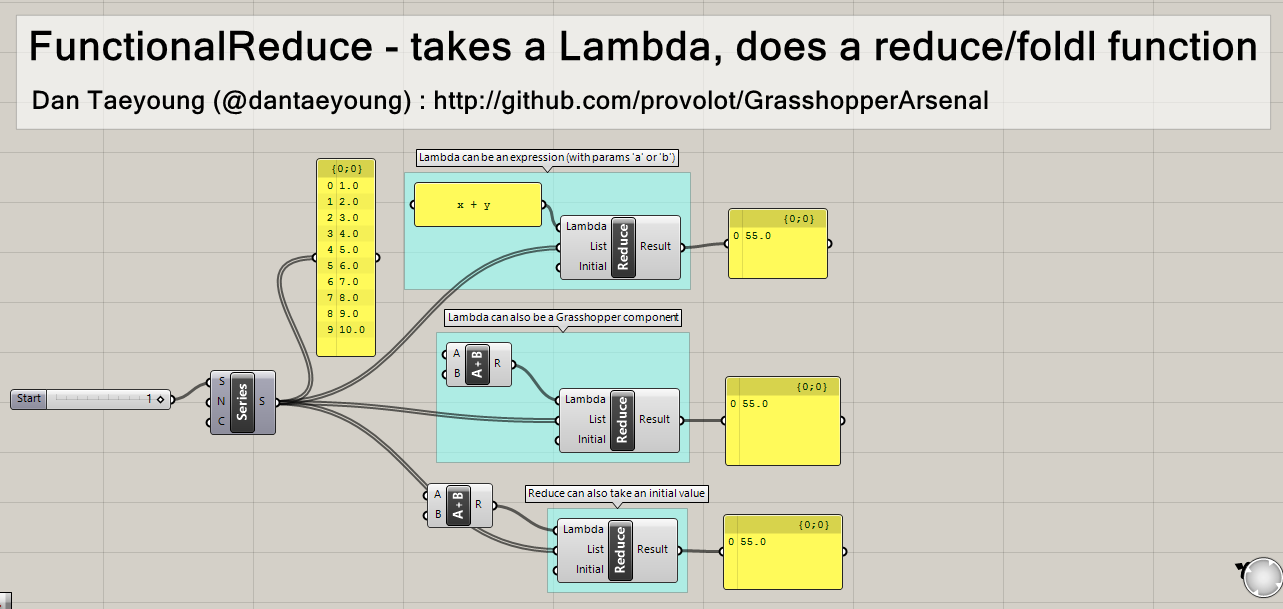 FunctionalReduce - takes a Lambda, does a reduce/foldl function
Dan Taeyoung (@dantaeyoung) : http://github.com/provolot/GrasshopperArsenal
{0;0}
0 1.0
1 2.0
2 3.0
3 4.0
4 5.0
5 6.0
6 7.0
7 8.0
8 9.0
9 10.0
Lambda can be an expression (with params 'a' or 'b')
x + y
Lambda
List
Initial
Reduce
Result
{0;0}
0 55.0
Lambda can also be a Grasshopper component
A
B
A+B
R
Lambda
List
Initial
Reduce
Result
{0;0}
0 55.0
Start
1
S
N
C
Series
S
A
B
A+B
R
Reduce can also take an initial value
Lambda
List
Initial
Reduce
Result
{0;0}
0 55.0